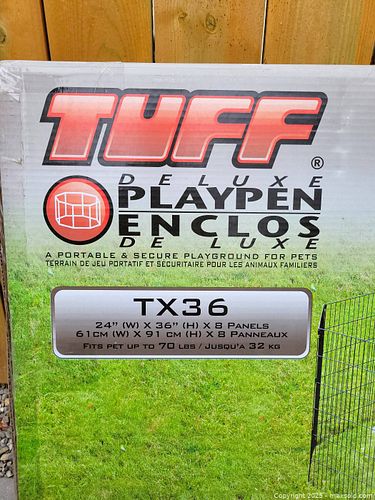 TUFF®
DELUXE
PLAYPEN
ENCLOS
DE LUXE
A PORTABLE & SECURE PLAYGROUND FOR PETS
TERRAIN DE JEU PORTATIF ET SÉCURITAIRE POUR LES ANIMAUX FAMILIERS
TX36
24" (W) X 36" (H) X 8 PANELS
61CM (W) X 91 CM (H) X 8 PANNEAUX
FITS PET UP TO 70 LBS / JUSQU'A 32 KG
Copyright 2025 - maxsold.com